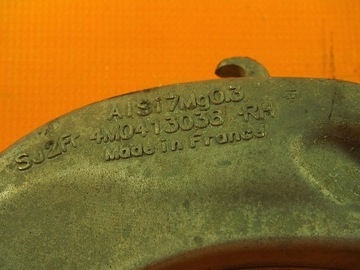 AlSi7Mg0.3
SJ2Fr 4M0413038 -RH
Made in France